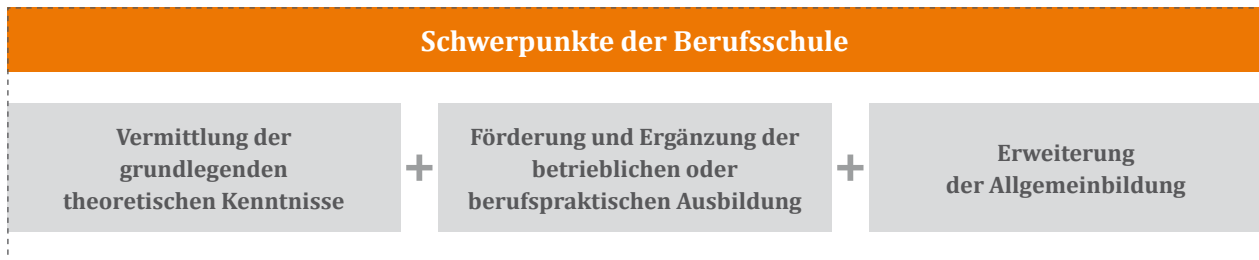 Schwerpunkte der Berufsschule
Vermittlung der
grundlegenden
theoretischen Kenntnisse
+
Förderung und Ergänzung der
betrieblichen oder
berufspraktischen Ausbildung
+
Erweiterung
der Allgemeinbildung